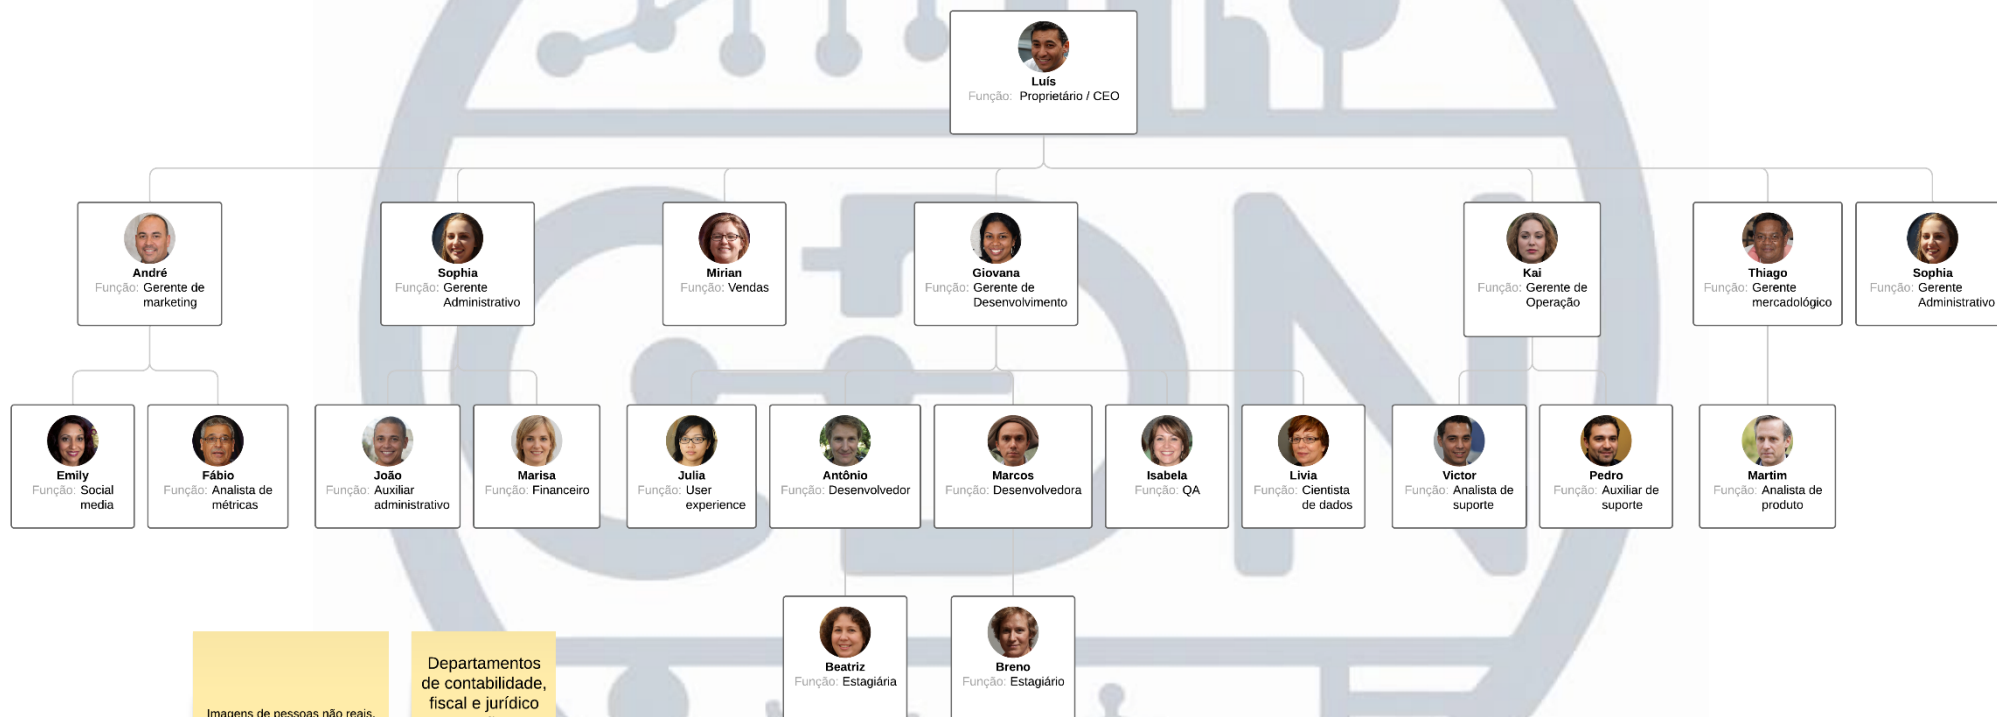 Luís
Função: Proprietário / CEO
André
Função: Gerente de
marketing
Sophia
Função: Gerente
Administrativo
Mirian
Função: Vendas
Giovana
Função: Gerente de
Desenvolvimento
Kai
Função: Gerente de
Operação
Thiago
Função: Gerente
mercadológico
Sophia
Função: Gerente
Administrativo
Emily
Função: Social
media
Fábio
Função: Analista de
métricas
João
Função: Auxiliar
administrativo
Marisa
Função: Financeiro
Julia
Função: User
experience
Antônio
Função: Desenvolvedor
Marcos
Função: Desenvolvedora
Isabela
Função: QA
Livia
Função: Cientista
de dados
Victor
Função: Analista de
suporte
Pedro
Função: Auxiliar de
suporte
Martim
Função: Analista de
produto
Beatriz
Função: Estagiária
Breno
Função: Estagiário
Imagens de pessoas não reais.
Departamentos
de contabilidade,
fiscal e jurídico
CDN